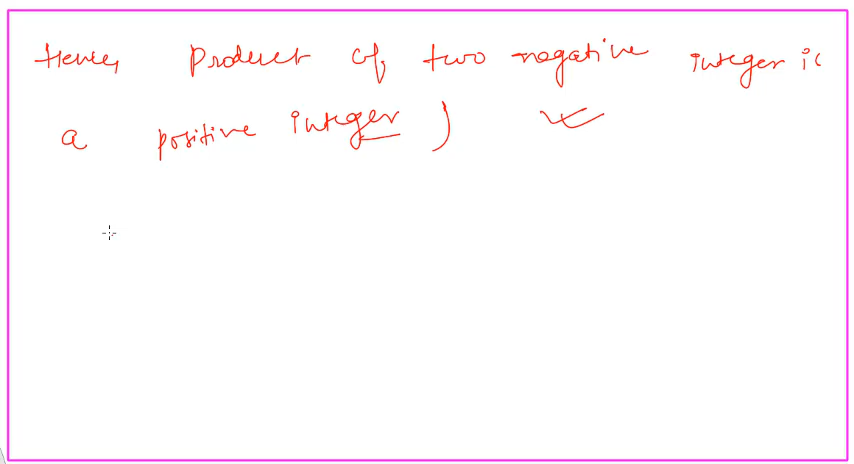 Hence, Product of two negative integer is
a positive integer )